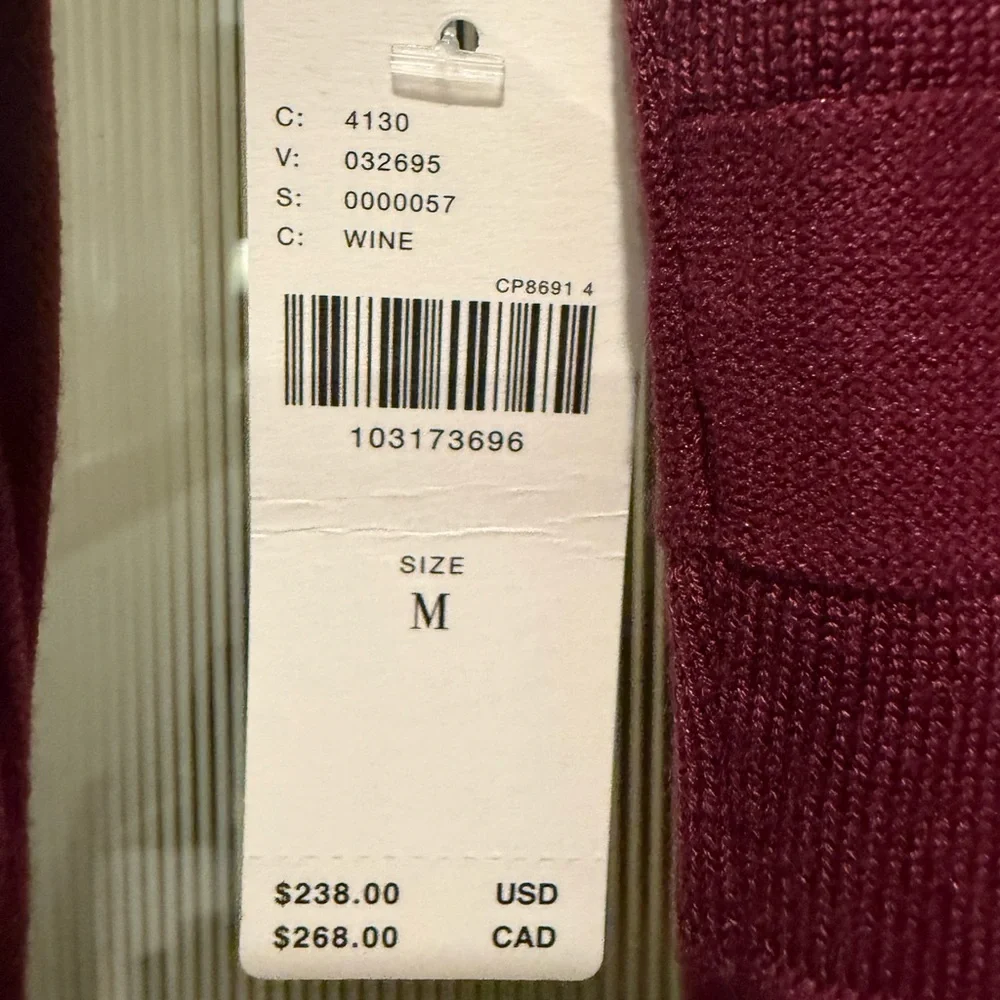 C: 4130
V: 032695
S: 0000057
C: WINE
CP8691 4
103173696
SIZE
M
$238.00 USD
$268.00 CAD